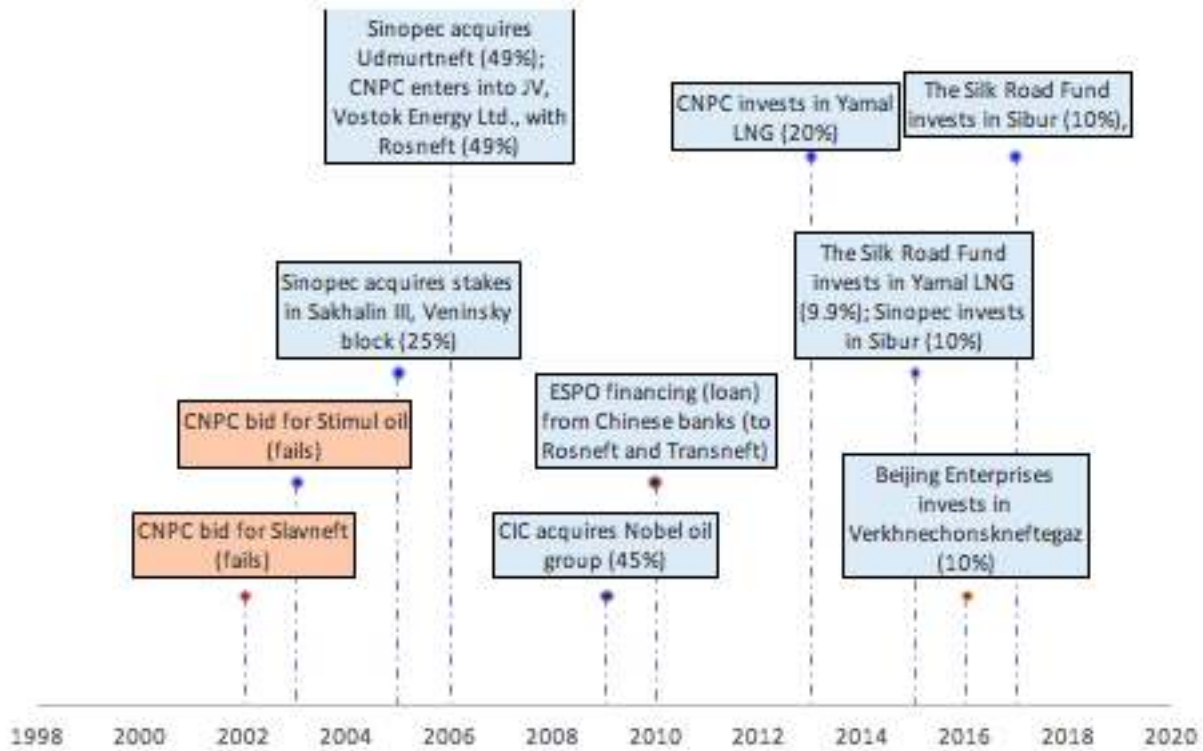 Sinopec acquires
Udmurtneft (49%);
CNPC enters into JV,
Vostok Energy Ltd., with
Rosneft (49%)
CNPC invests in Yamal
LNG (20%)
The Silk Road Fund
invests in Sibur (10%),
Sinopec acquires stakes
in Sakhalin III, Veninsky
block (25%)
The Silk Road Fund
invests in Yamal LNG
(9.9%); Sinopec invests
in Sibur (10%)
CNPC bid for Stimul oil
(fails)
ESPO financing (loan)
from Chinese banks (to
Rosneft and Transneft)
CNPC bid for Slavneft
(fails)
CIC acquires Nobel oil
group (45%)
Beijing Enterprises
invests in
Verkhnechonskneftegaz
(10%)
1998 2000 2002 2004 2006 2008 2010 2012 2014 2016 2018 2020